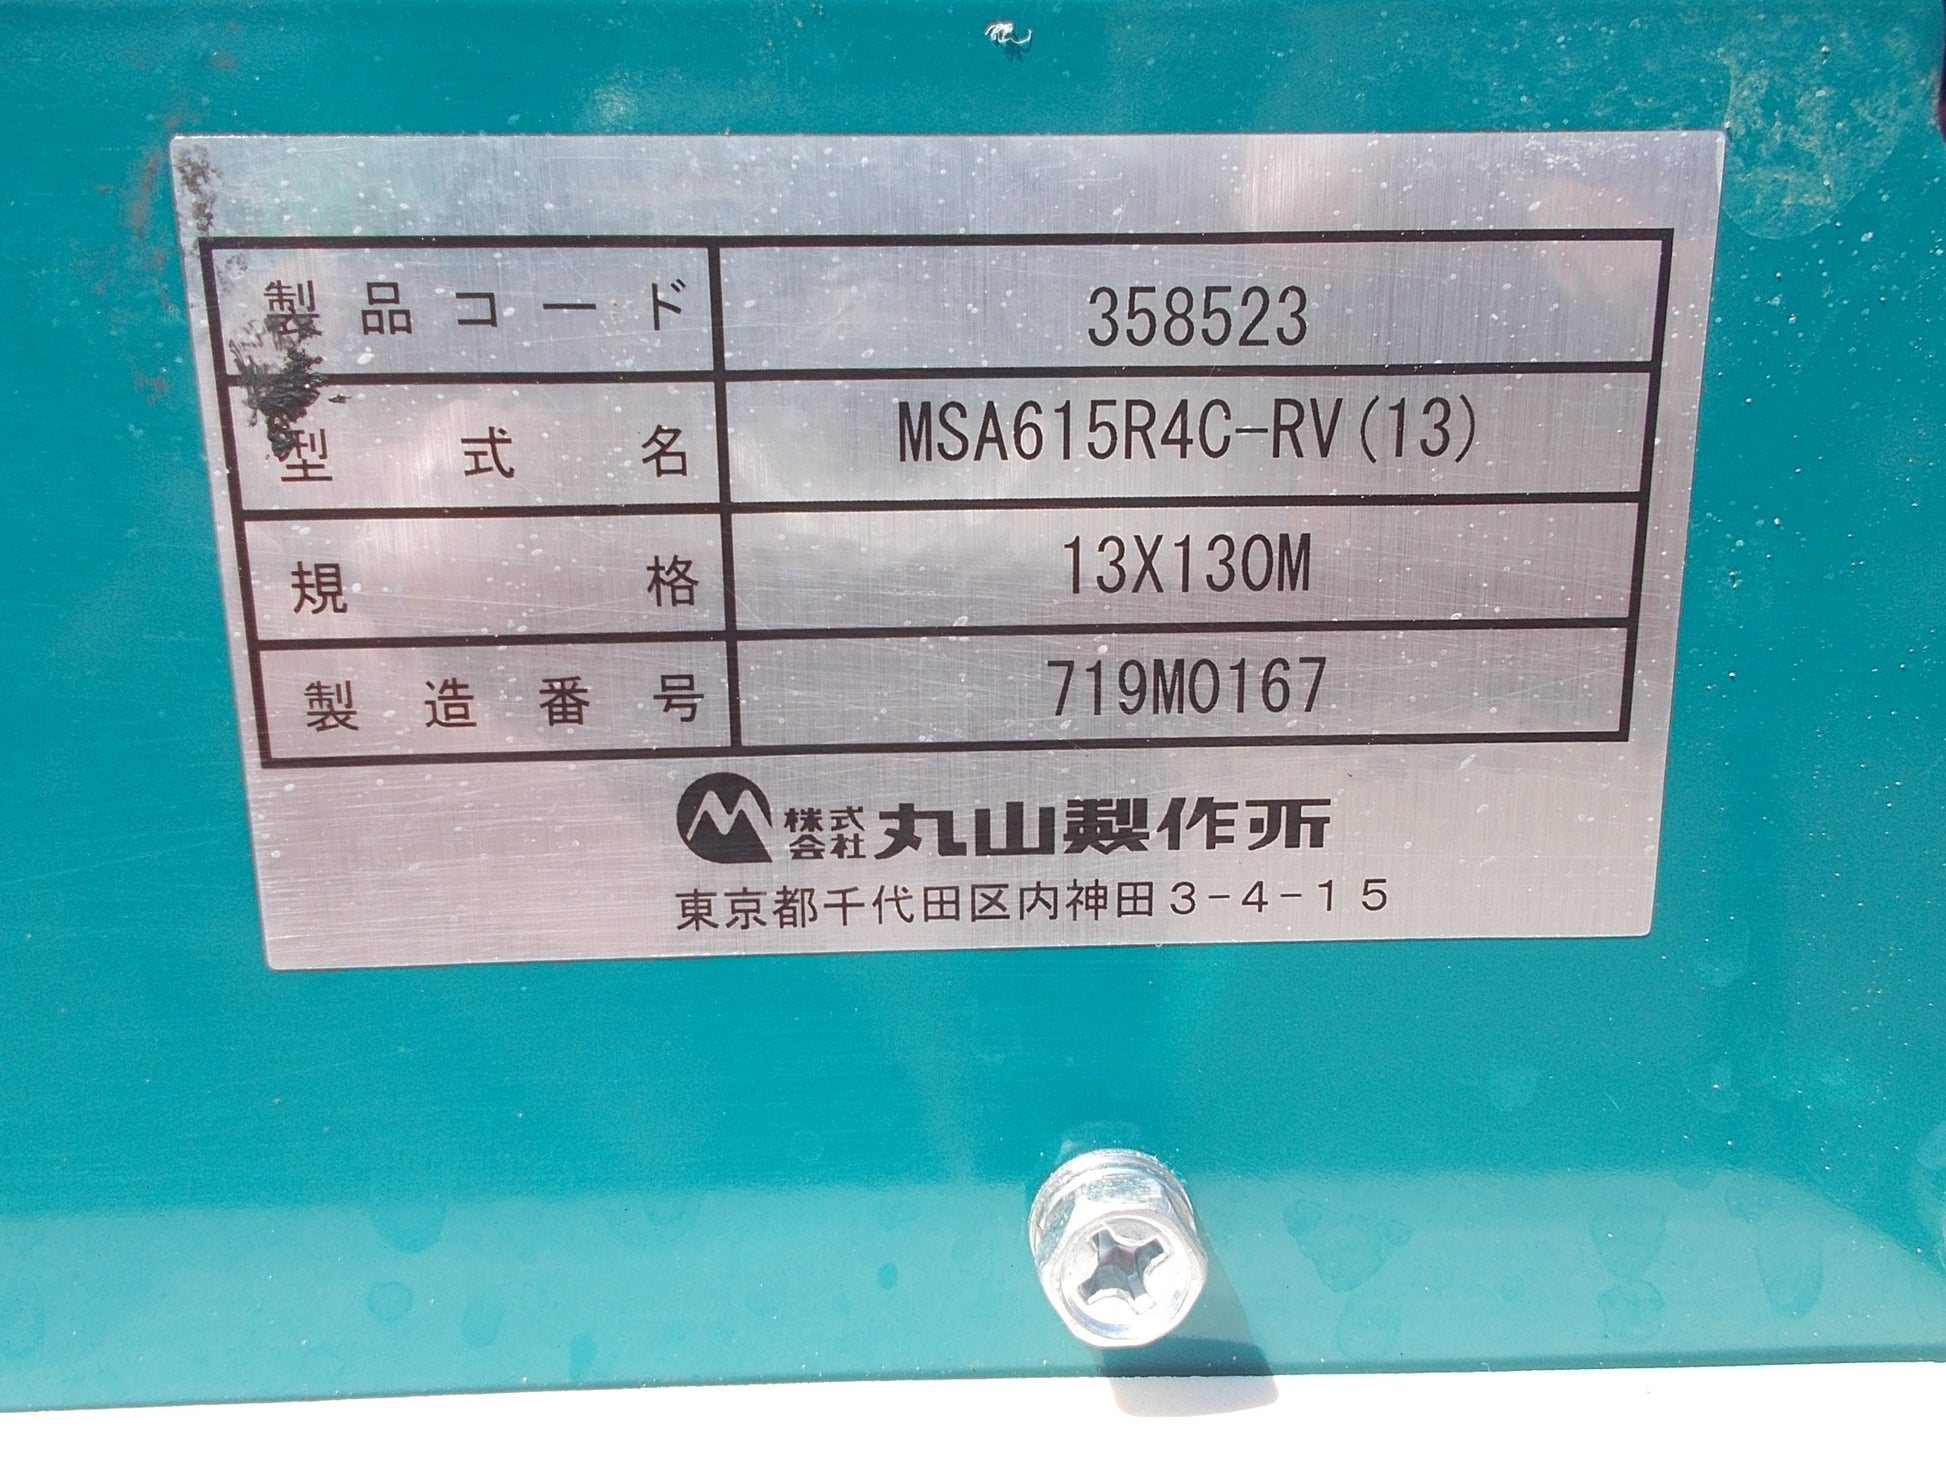 製品コード 358523
型式名 MSA615R4C-RV(13)
規格 13X130M
製造番号 719M0167
株式会社 丸山製作所
東京都千代田区内神田3-4-15